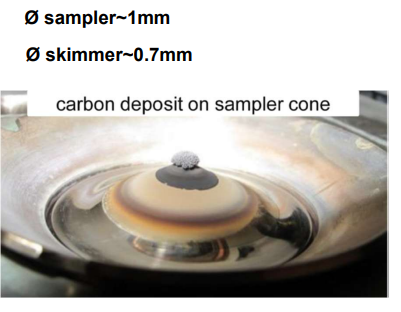 Ø sampler~1mm
Ø skimmer~0.7mm
carbon deposit on sampler cone